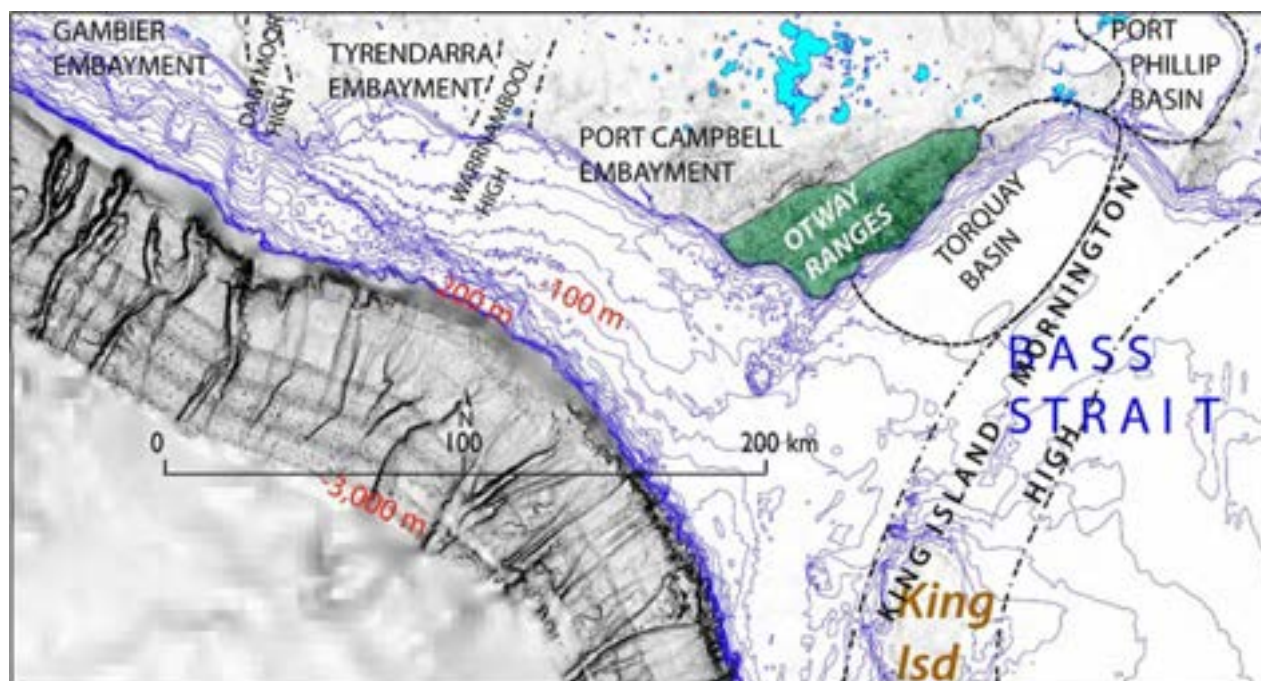 GAMBIER
EMBAYMENT
DARTMOOR
HIGH
TYRENDARRA
EMBAYMENT
WARRNAMBOOL
HIGH
PORT CAMPBELL
EMBAYMENT
PORT
PHILLIP
BASIN
OTWAY
RANGES
TORQUAY
BASIN
-200 m
-100 m
BASS
STRAIT
KING ISLAND MORNINGTON
HIGH
N
0 100 200 km
-3,000 m
King
Isd